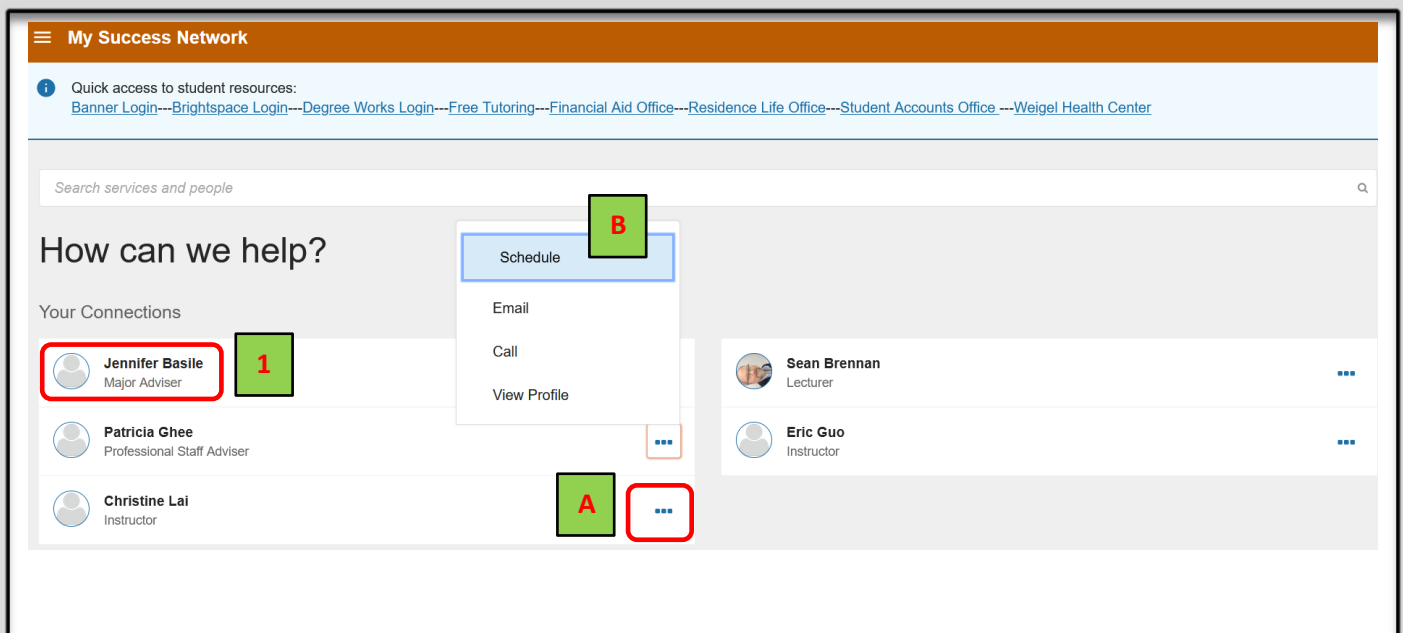 My Success Network
Quick access to student resources:
Banner Login---Brightspace Login---Degree Works Login---Free Tutoring---Financial Aid Office---Residence Life Office---Student Accounts Office ---Weigel Health Center
Search services and people
How can we help?
B
Schedule
Email
Call
View Profile
Your Connections
Jennifer Basile
Major Adviser
1
Patricia Ghee
Professional Staff Adviser
Christine Lai
Instructor
A
Sean Brennan
Lecturer
Eric Guo
Instructor